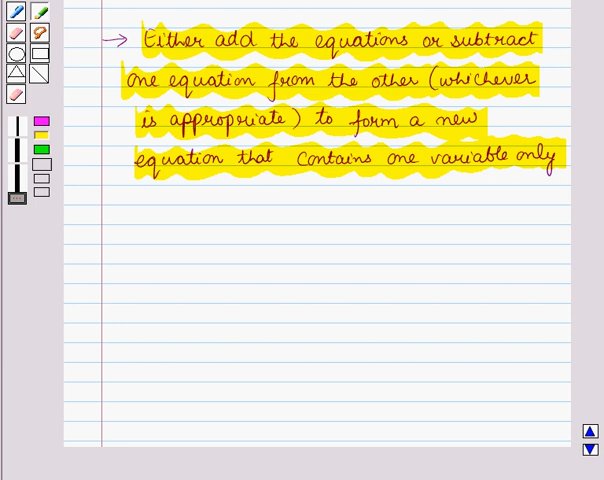 → Either add the equations or subtract
one equation from the other (whichever
is appropriate) to form a new
equation that contains one variable only